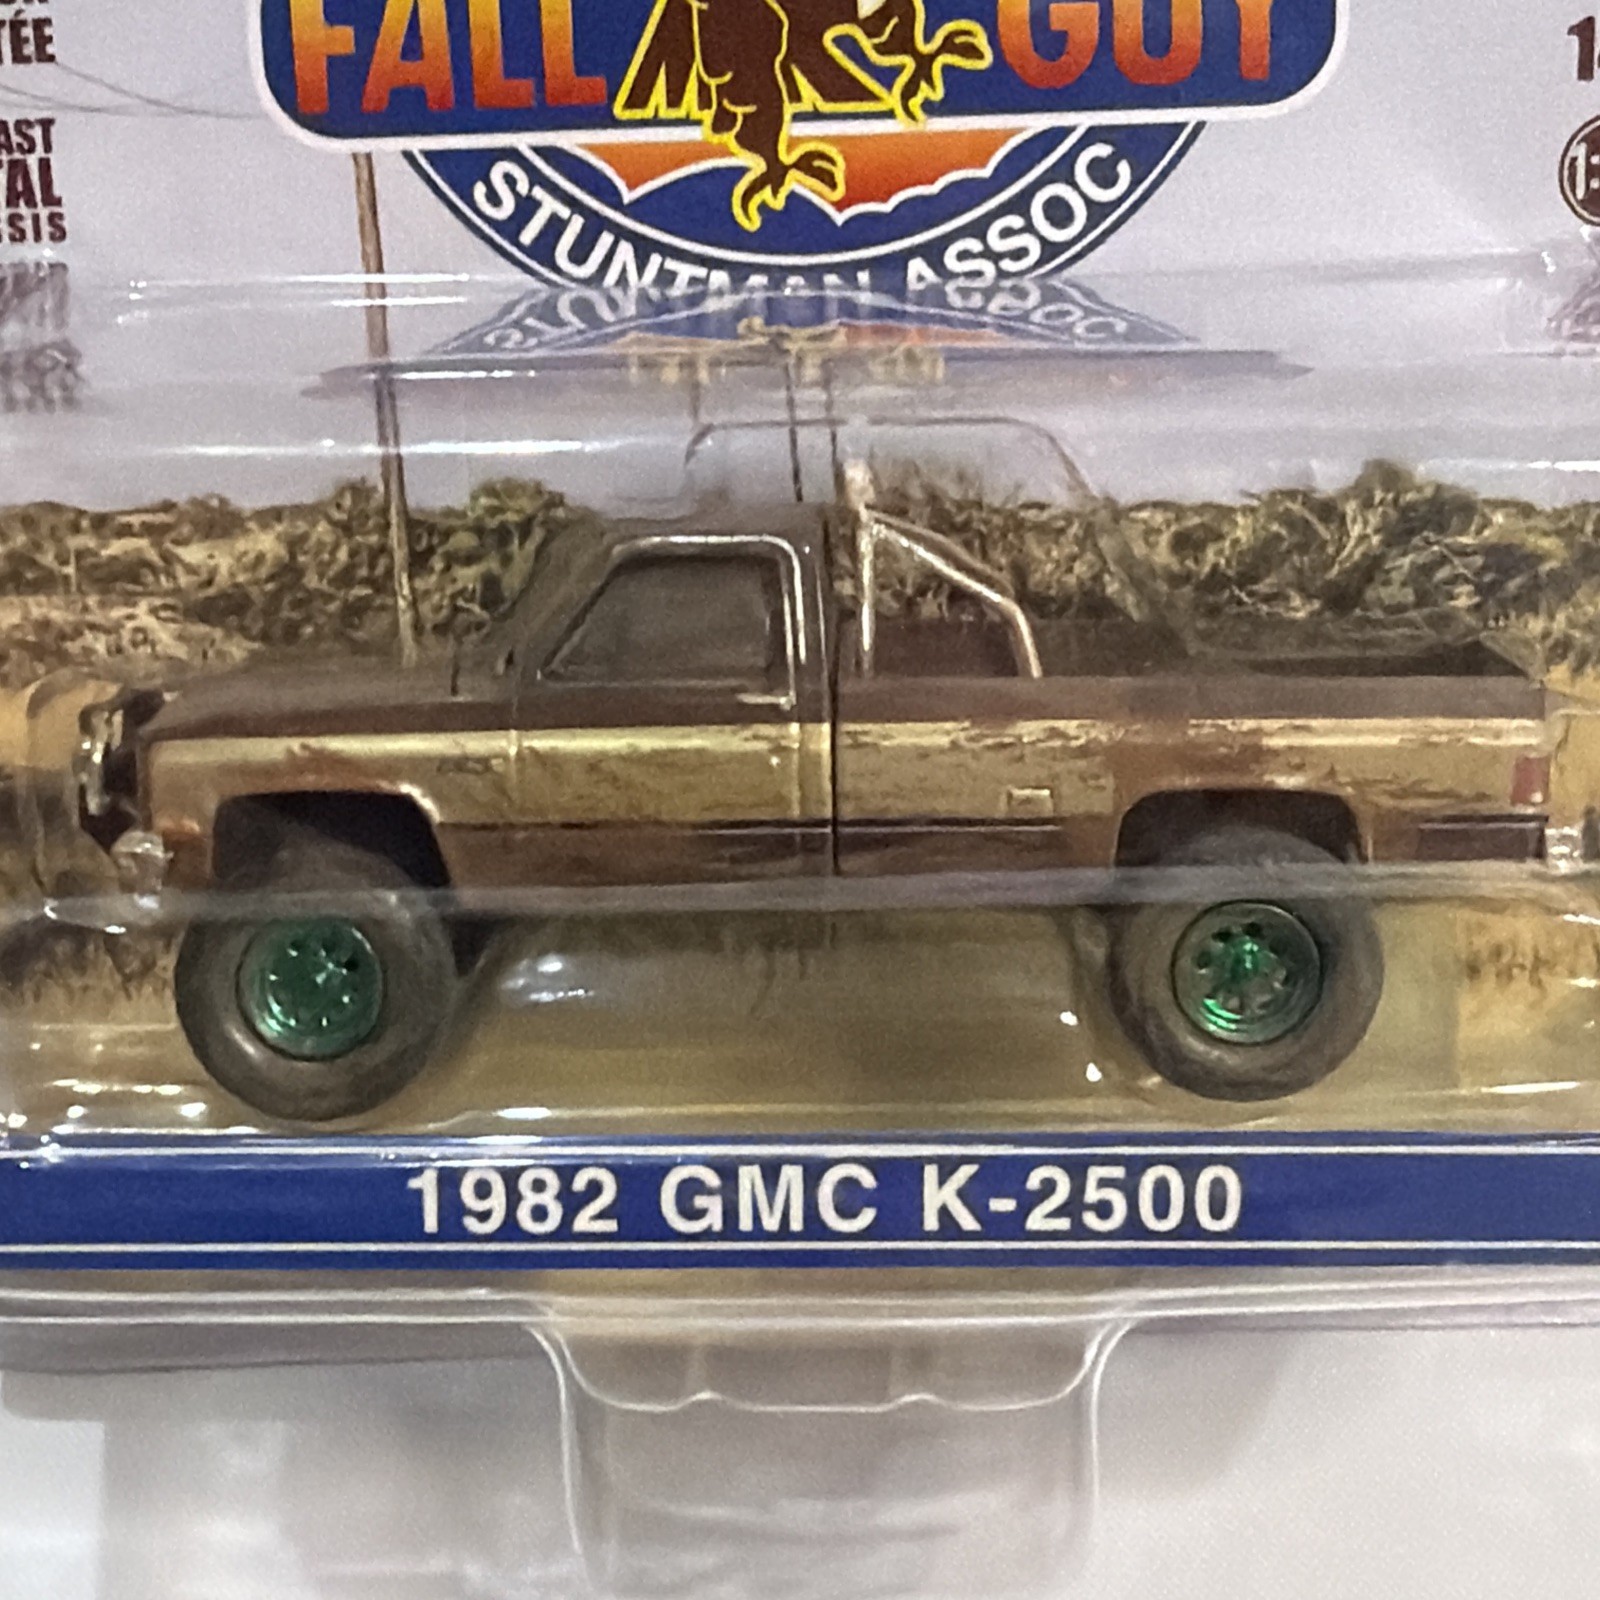 FALL GUY
STUNTMAN ASSOC
1982 GMC K-2500